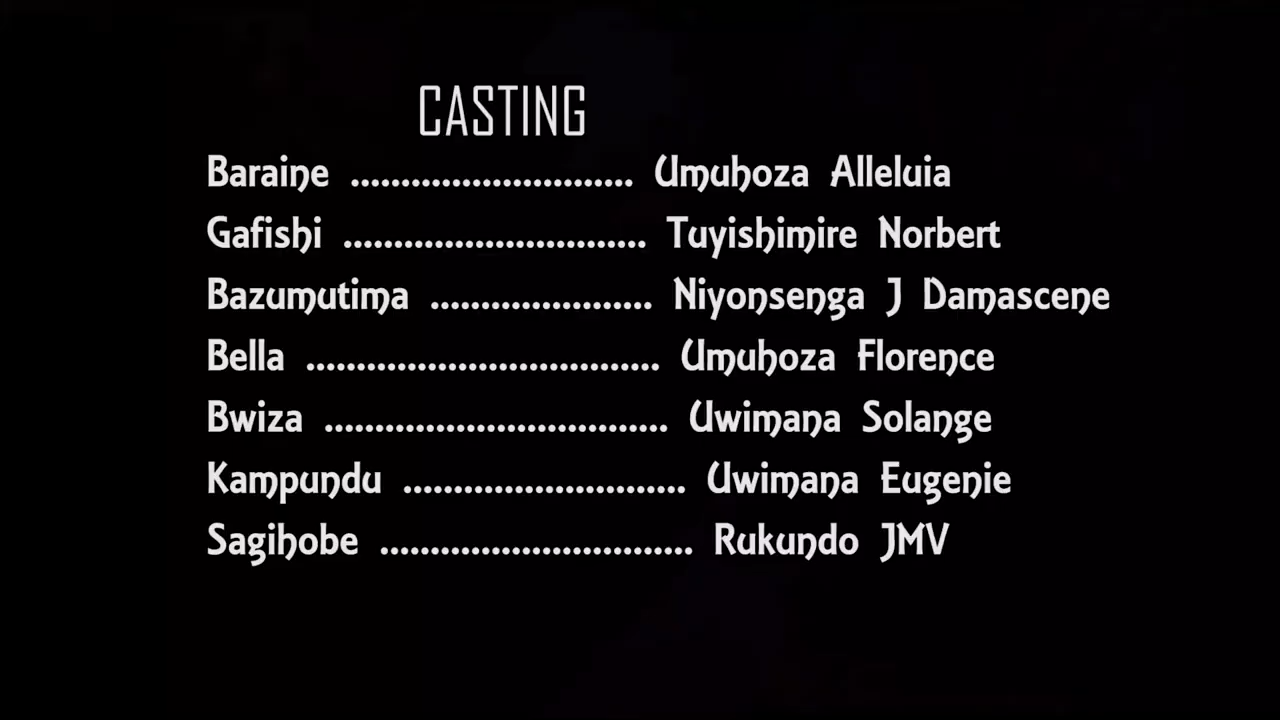 CASTING
Baraine ............................ Umuhoza Alleluia
Gafishi .............................. Tuyishimire Norbert
Bazumutima ...................... Niyonsenga J Damascene
Bella ................................... Umuhoza Florence
Bwiza .................................. Uwimana Solange
Kampundu ............................ Uwimana Eugenie
Sagihobe ............................... Rukundo JMV